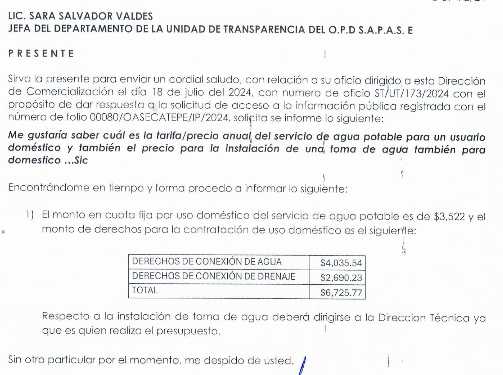 LIC. SARA SALVADOR VALDES
JEFA DEL DEPARTAMENTO DE LA UNIDAD DE TRANSPARENCIA DEL O.P.D S.A.P.A.S. E
P R E S E N T E
Sirva la presente para enviar un cordial saludo, con relación a su oficio dirigido a esta Dirección
de Comercialización el día 18 de julio del 2024, con numero de oficio ST/UT/173/2024 con el
propósito de dar respuesta a la solicitud de acceso a la información pública registrada con el
número de folio 00080/OASECATEPE/IP/2024, solicita se informe lo siguiente:
Me gustaría saber cuál es la tarifa/precio anual del servicio de agua potable para un usuario
doméstico y también el precio para la instalación de una toma de agua también para
domestico ...Sic
Encontrándome en tiempo y forma procedo a informar lo siguiente:
1) El monto en cuota fija por uso doméstico del servicio de agua potable es de $3,522 y el
monto de derechos para la contratación de uso doméstico es el siguiente:
DERECHOS DE CONEXIÓN DE AGUA $4,035.54
DERECHOS DE CONEXIÓN DE DRENAJE $2,690.23
TOTAL $6,725.77
Respecto a la instalación de toma de agua deberá dirigirse a la Direccion Técnica ya
que es quien realiza el presupuesto.
Sin otro particular por el momento, me despido de usted.